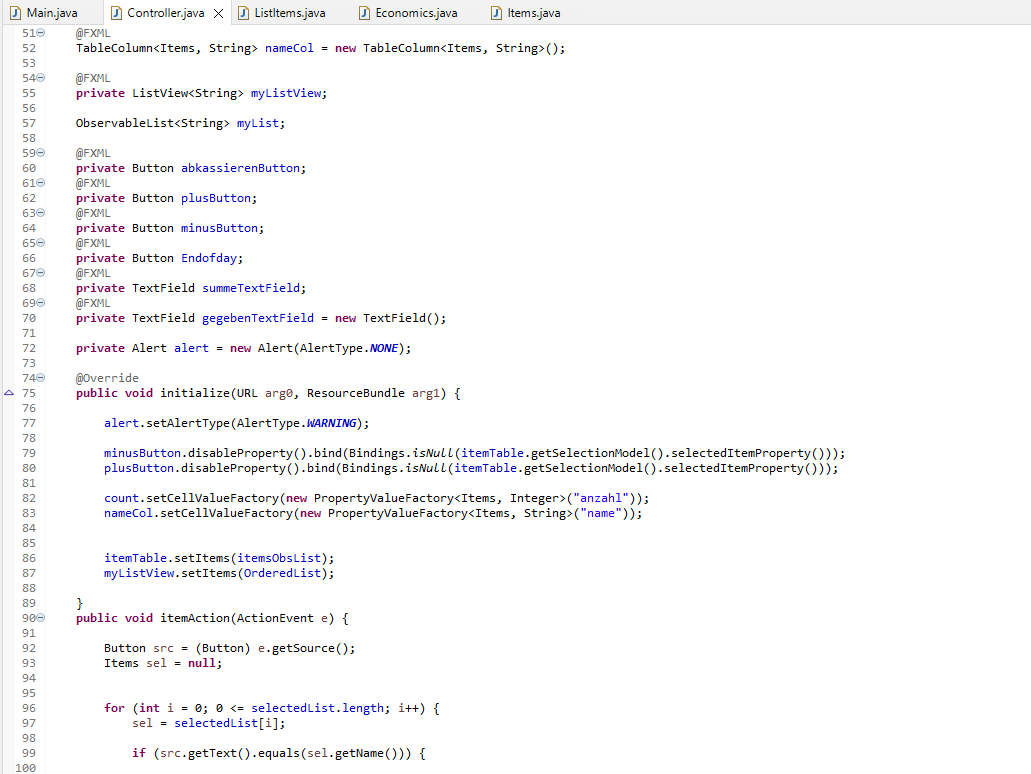 Main.java Controller.java ListItems.java Economics.java Items.java
51 @FXML
52 TableColumn<Items, String> nameCol = new TableColumn<Items, String>();
53
54 @FXML
55 private ListView<String> myListView;
56
57 ObservableList<String> myList;
58
59 @FXML
60 private Button abkassierenButton;
61 @FXML
62 private Button plusButton;
63 @FXML
64 private Button minusButton;
65 @FXML
66 private Button Endofday;
67 @FXML
68 private TextField summeTextField;
69 @FXML
70 private TextField gegebenTextField = new TextField();
71
72 private Alert alert = new Alert(AlertType.NONE);
73
74 @Override
75 public void initialize(URL arg0, ResourceBundle arg1) {
76
77 alert.setAlertType(AlertType.WARNING);
78
79 minusButton.disableProperty().bind(Bindings.isNull(itemTable.getSelectionModel().selectedItemProperty()));
80 plusButton.disableProperty().bind(Bindings.isNull(itemTable.getSelectionModel().selectedItemProperty()));
81
82 count.setCellValueFactory(new PropertyValueFactory<Items, Integer>("anzahl"));
83 nameCol.setCellValueFactory(new PropertyValueFactory<Items, String>("name"));
84
85
86 itemTable.setItems(itemsObsList);
87 myListView.setItems(OrderedList);
88
89 }
90 public void itemAction(ActionEvent e) {
91
92 Button src = (Button) e.getSource();
93 Items sel = null;
94
95
96 for (int i = 0; 0 <= selectedList.length; i++) {
97 sel = selectedList[i];
98
99 if (src.getText().equals(sel.getName())) {
100